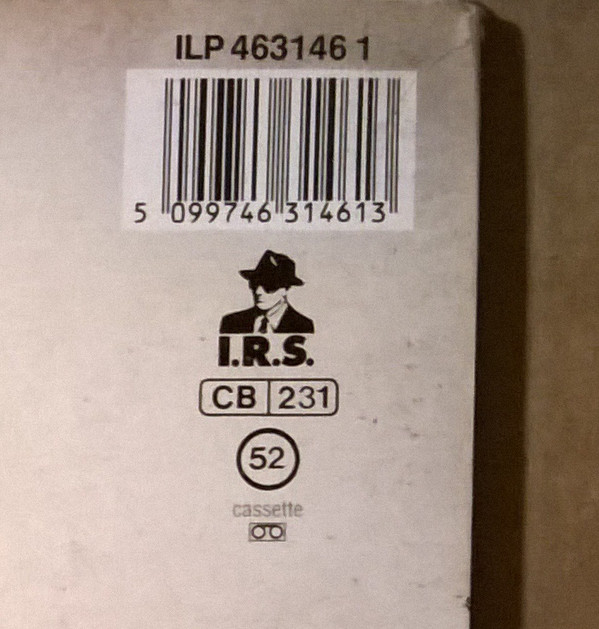 ILP 463146 1
5 099746 314613
I.R.S.
CB 231
52
cassette